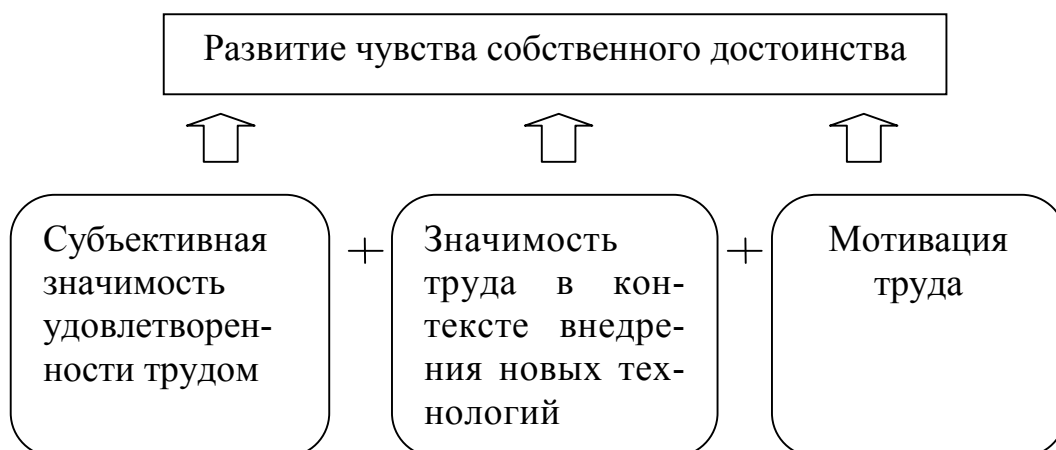 Развитие чувства собственного достоинства
Субъективная
значимость
удовлетворен-
ности трудом
+
Значимость
труда в кон-
тексте внедре-
ния новых тех-
нологий
+
Мотивация
труда